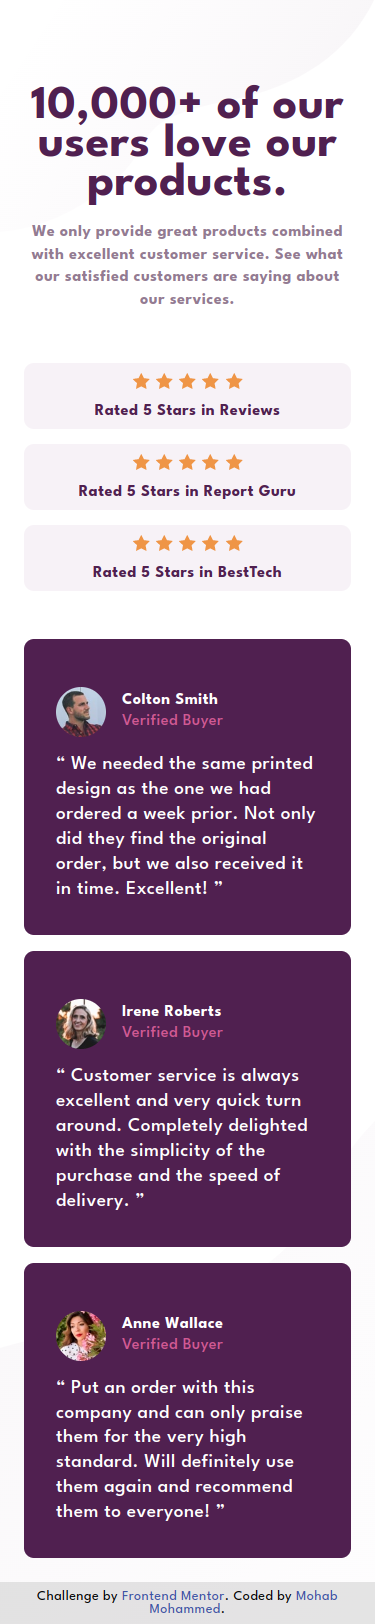 10,000+ of our
users love our
products.
We only provide great products combined
with excellent customer service. See what
our satisfied customers are saying about
our services.
Rated 5 Stars in Reviews
Rated 5 Stars in Report Guru
Rated 5 Stars in BestTech
Colton Smith
Verified Buyer
“ We needed the same printed
design as the one we had
ordered a week prior. Not only
did they find the original
order, but we also received it
in time. Excellent! ”
Irene Roberts
Verified Buyer
“ Customer service is always
excellent and very quick turn
around. Completely delighted
with the simplicity of the
purchase and the speed of
delivery. ”
Anne Wallace
Verified Buyer
“ Put an order with this
company and can only praise
them for the very high
standard. Will definitely use
them again and recommend
them to everyone! ”
Challenge by Frontend Mentor. Coded by Mohab
Mohammed.